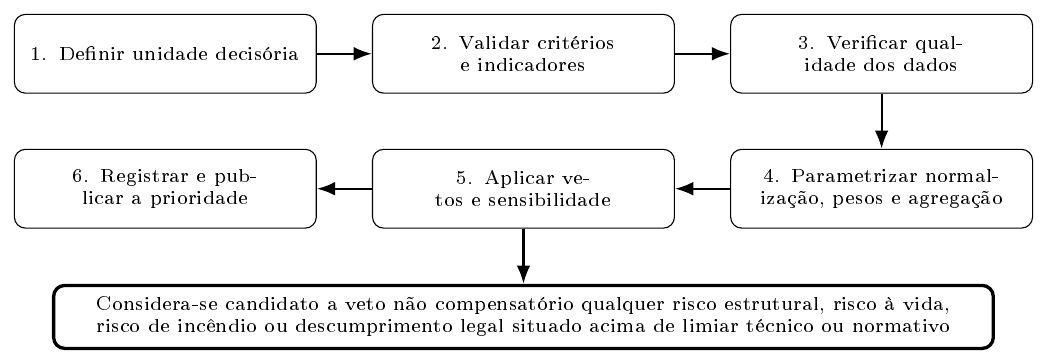 1. Definir unidade decisória
2. Validar critérios
e indicadores
3. Verificar qual-
idade dos dados
4. Parametrizar normal-
ização, pesos e agregação
5. Aplicar ve-
tos e sensibilidade
6. Registrar e pub-
licar a prioridade
Considera-se candidato a veto não compensatório qualquer risco estrutural, risco à vida,
risco de incêndio ou descumprimento legal situado acima de limiar técnico ou normativo